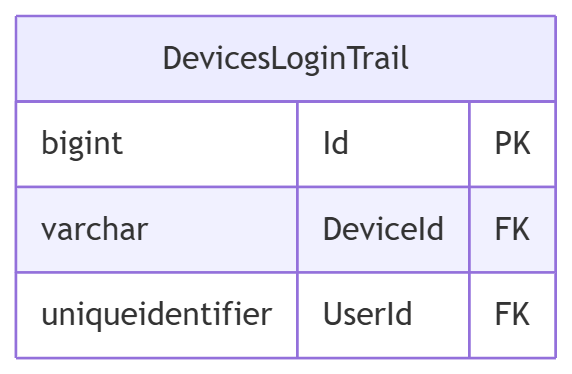 DevicesLoginTrail
bigint Id PK
varchar DeviceId FK
uniqueidentifier UserId FK